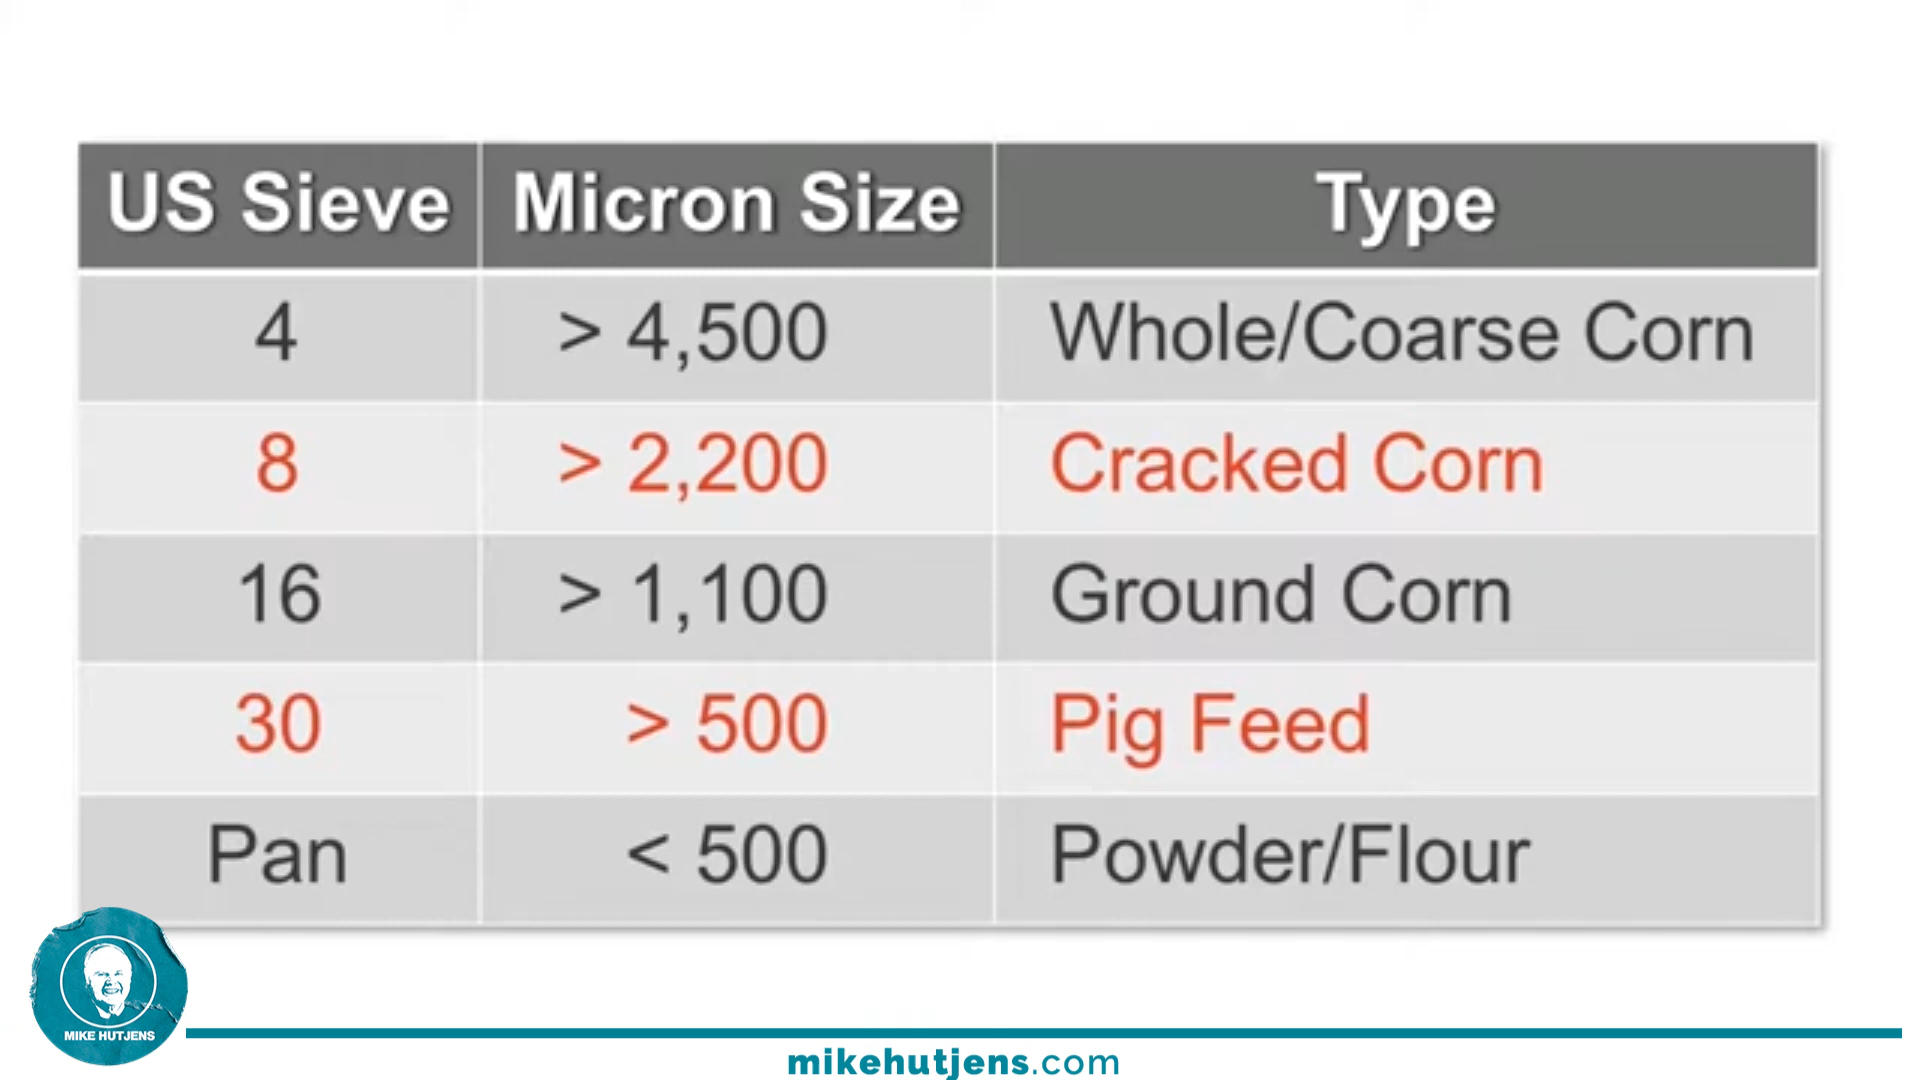 US Sieve Micron Size Type
4 > 4,500 Whole/Coarse Corn
8 > 2,200 Cracked Corn
16 > 1,100 Ground Corn
30 > 500 Pig Feed
Pan < 500 Powder/Flour
MIKE HUTJENS
mikehutjens.com